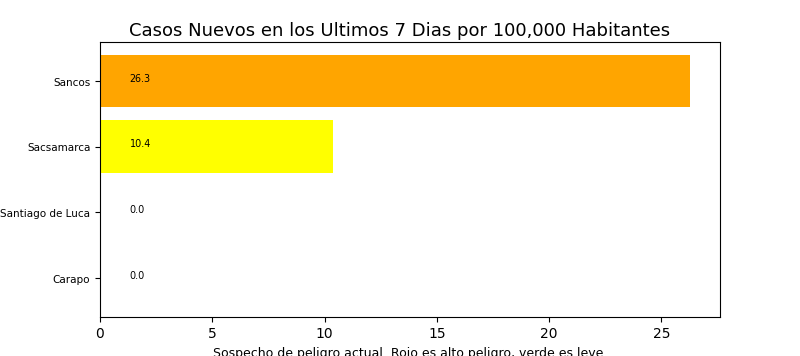 Casos Nuevos en los Ultimos 7 Dias por 100,000 Habitantes
Sancos
26.3
Sacsamarca
10.4
Santiago de Luca
0.0
Carapo
0.0
0 5 10 15 20 25
Sospecho de peligro actual. Rojo es alto peligro, verde es leve